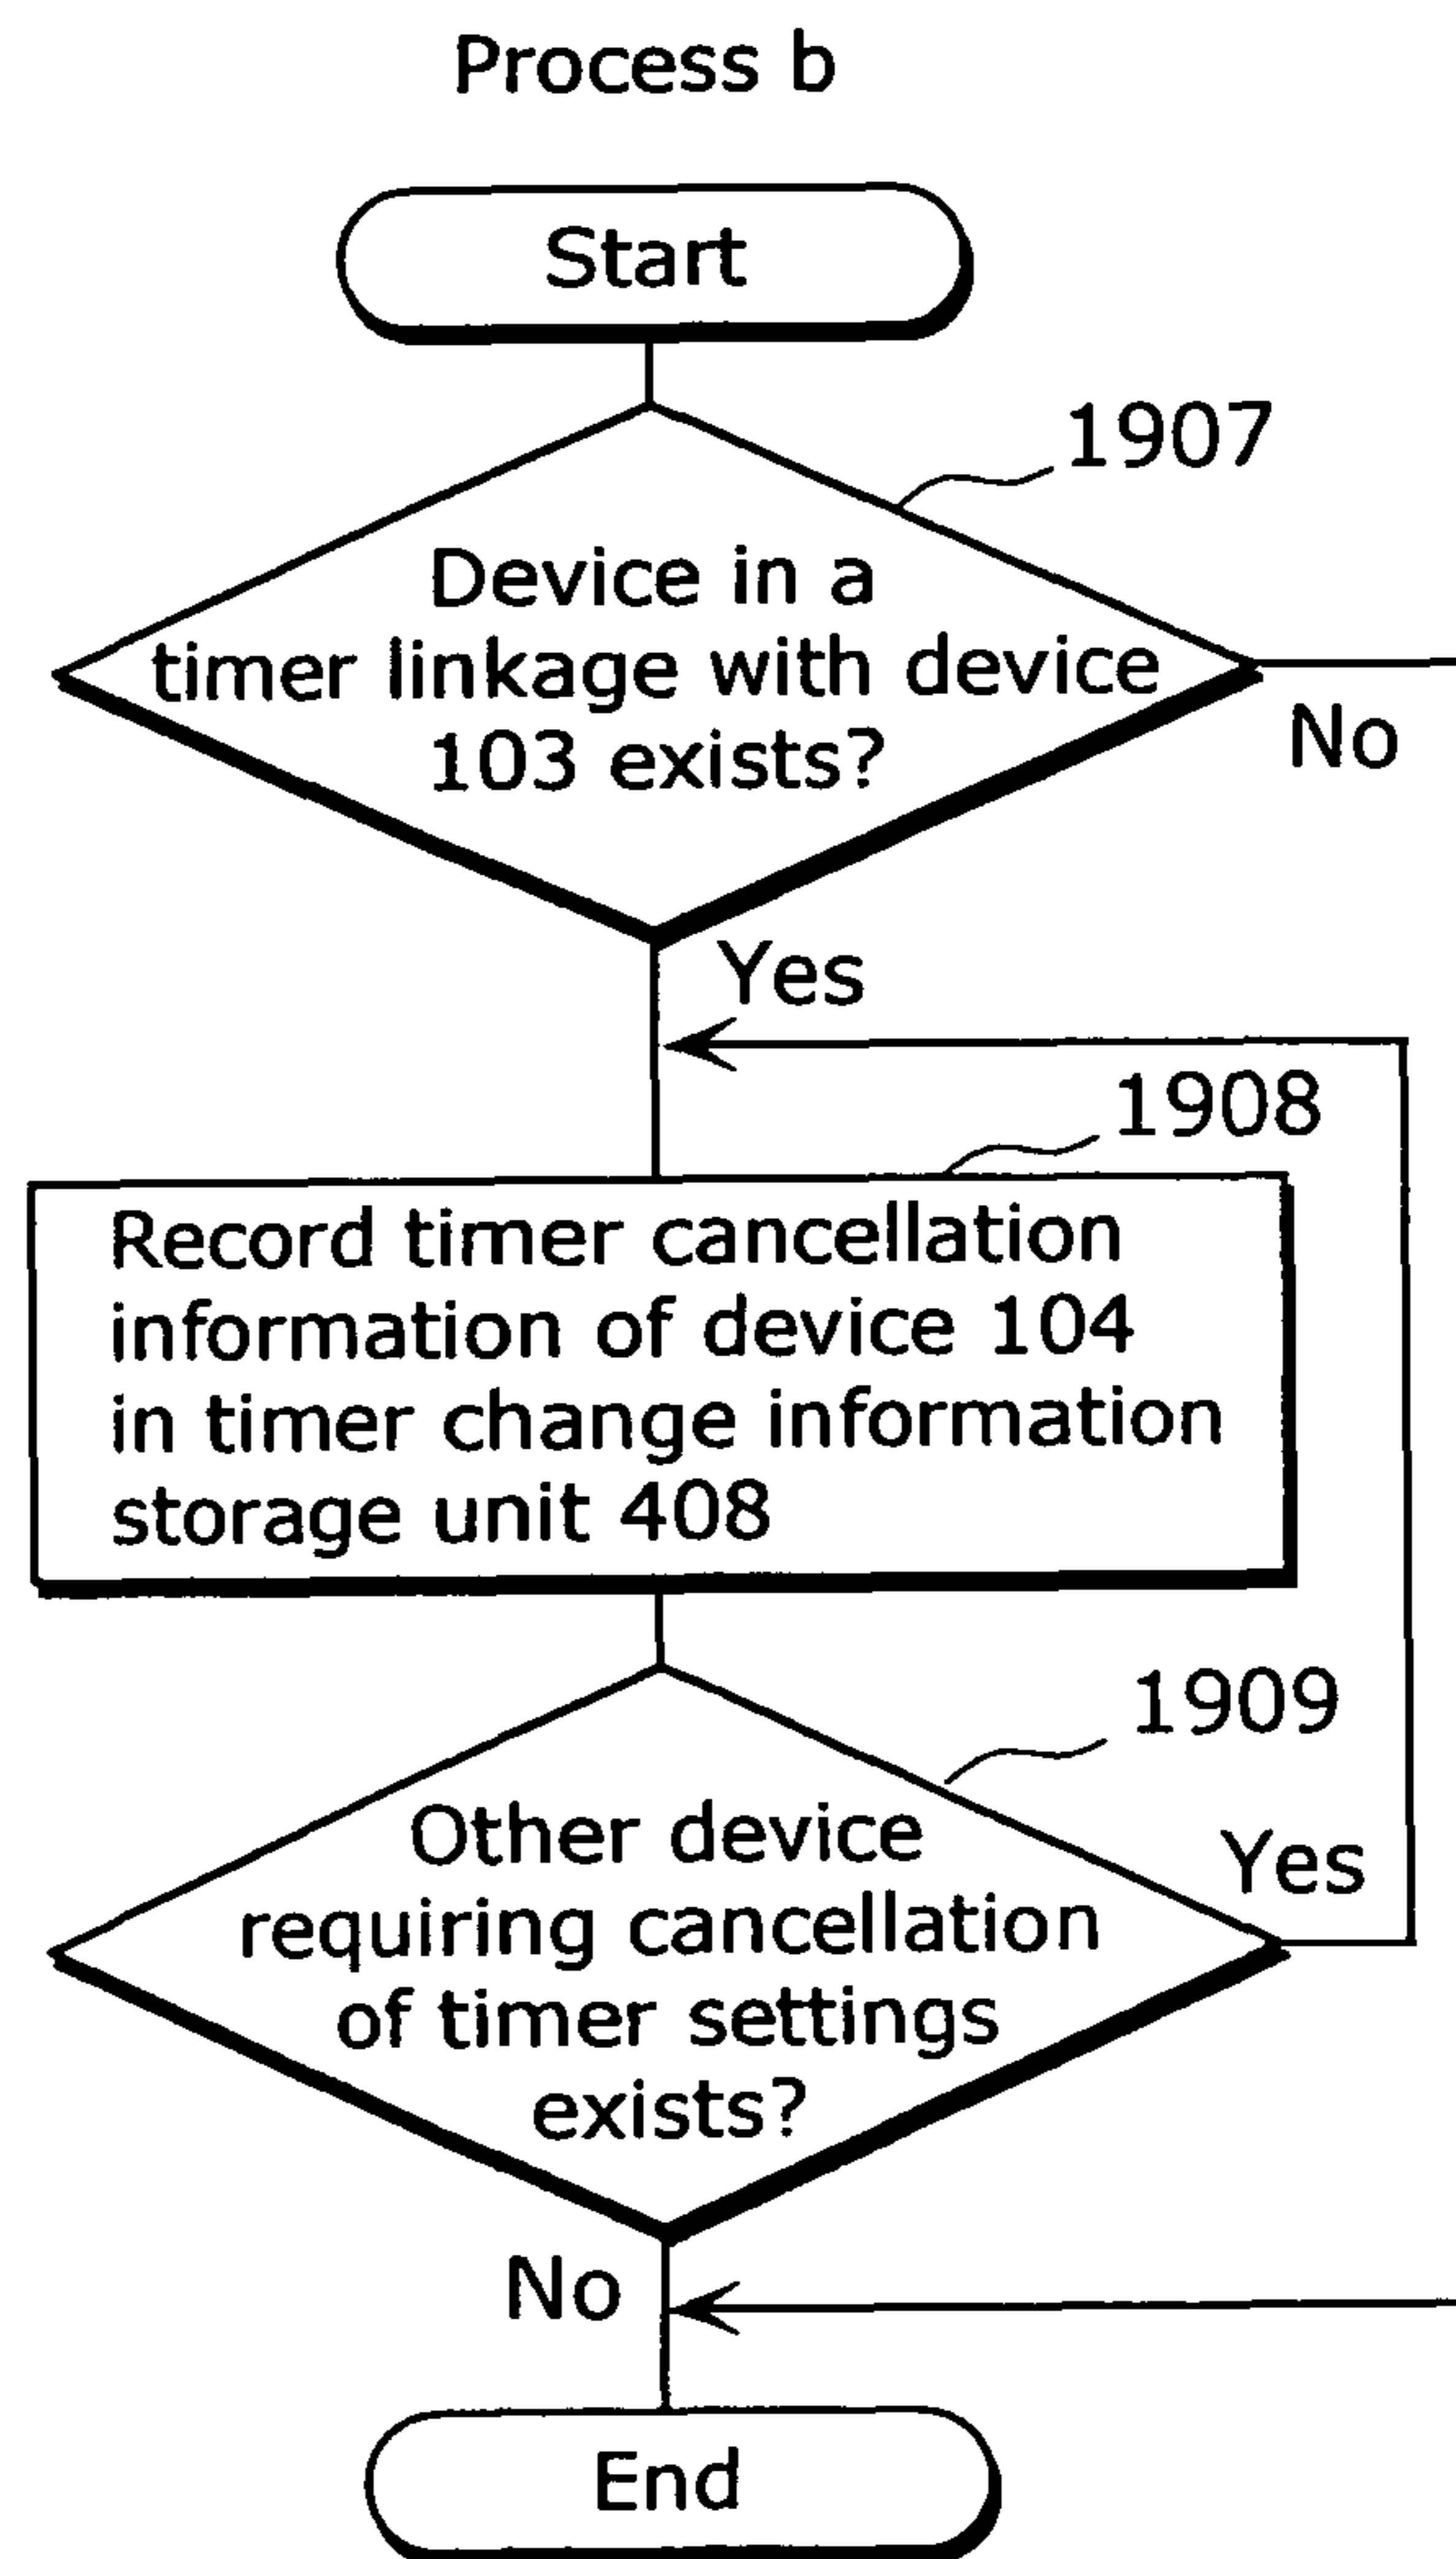 Process b
Start
1907
Device in a
timer linkage with device
103 exists?
No
Yes
1908
Record timer cancellation
information of device 104
in timer change information
storage unit 408
1909
Other device
requiring cancellation
of timer settings
exists?
Yes
No
End